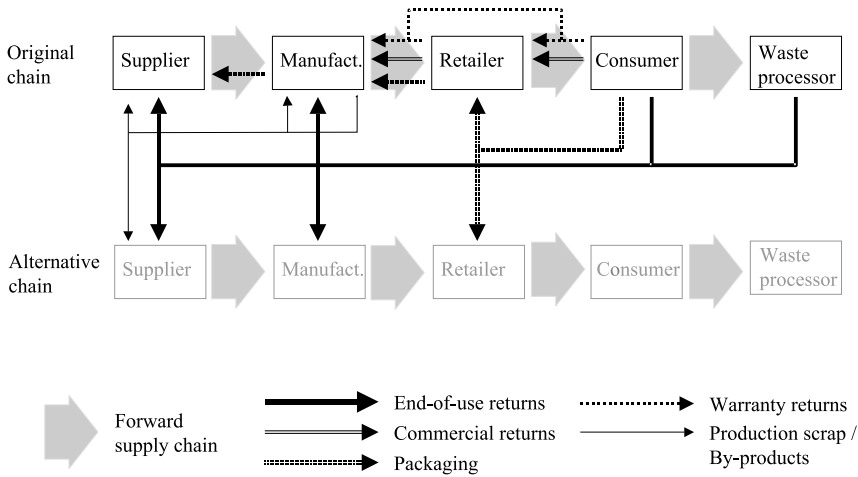 Original
chain
Supplier
Manufact.
Retailer
Consumer
Waste
processor
Alternative
chain
Supplier
Manufact.
Retailer
Consumer
Waste
processor
Forward
supply chain
End-of-use returns
Commercial returns
Packaging
Warranty returns
Production scrap /
By-products